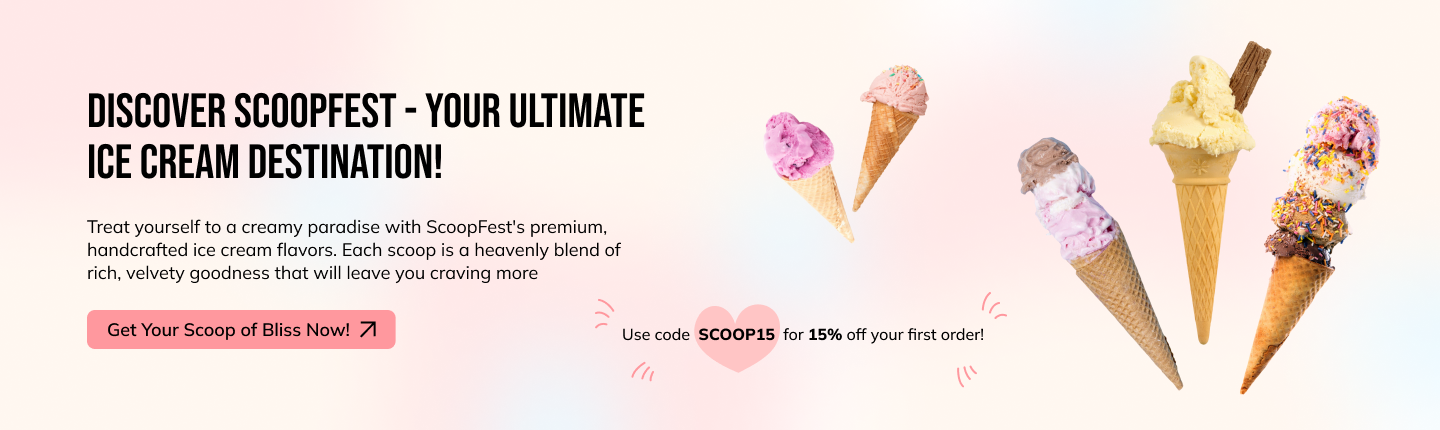 DISCOVER SCOOPFEST - YOUR ULTIMATE
ICE CREAM DESTINATION!
Treat yourself to a creamy paradise with ScoopFest's premium,
handcrafted ice cream flavors. Each scoop is a heavenly blend of
rich, velvety goodness that will leave you craving more
Get Your Scoop of Bliss Now!
Use code SCOOP15 for 15% off your first order!